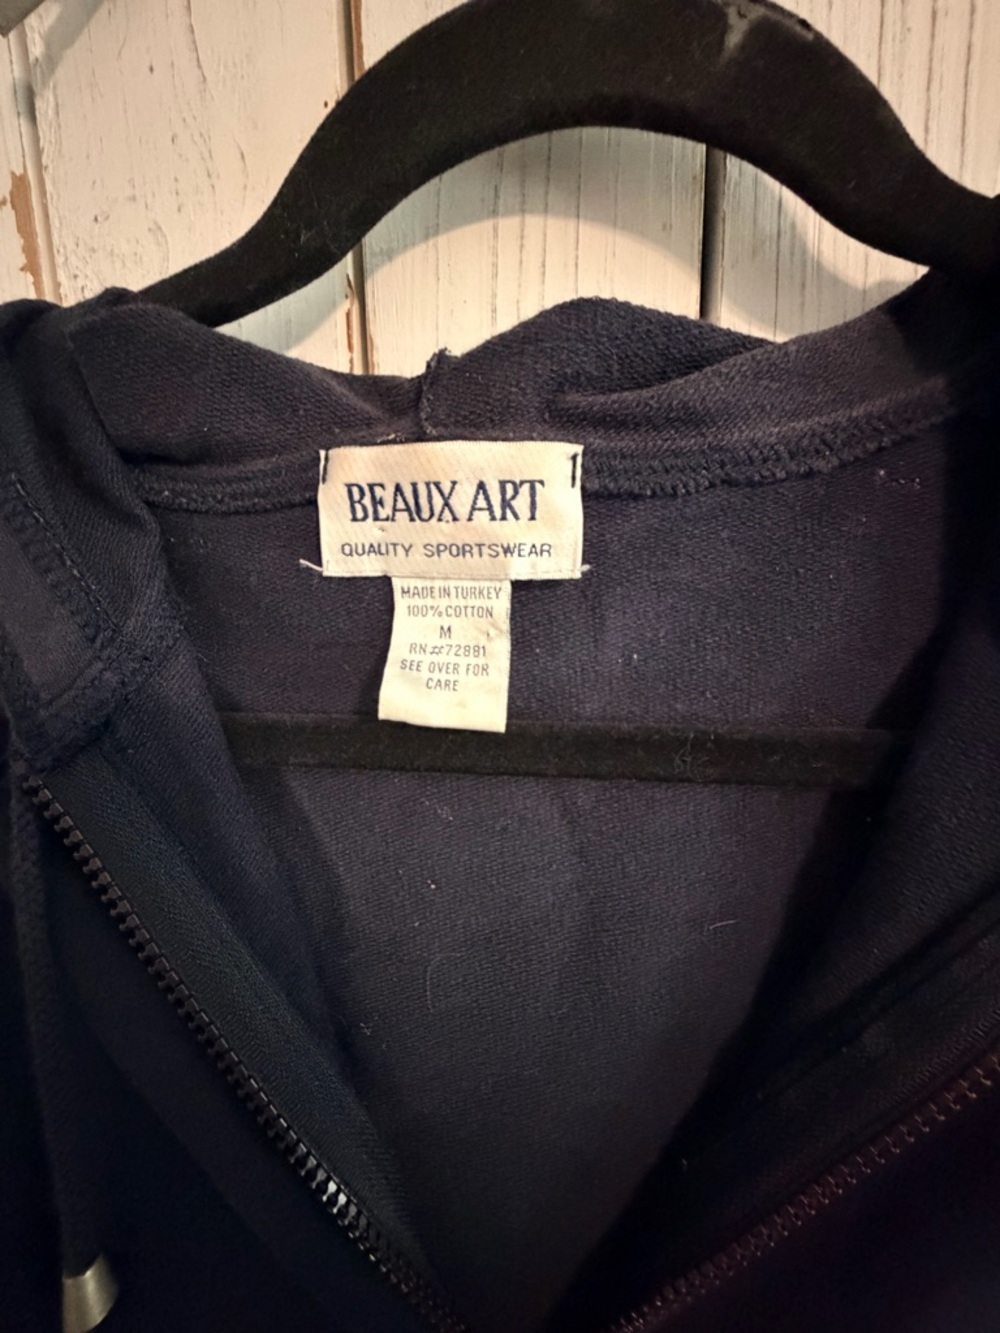 BEAUX ART
QUALITY SPORTSWEAR
MADE IN TURKEY
100% COTTON
M
RN#72881
SEE OVER FOR
CARE